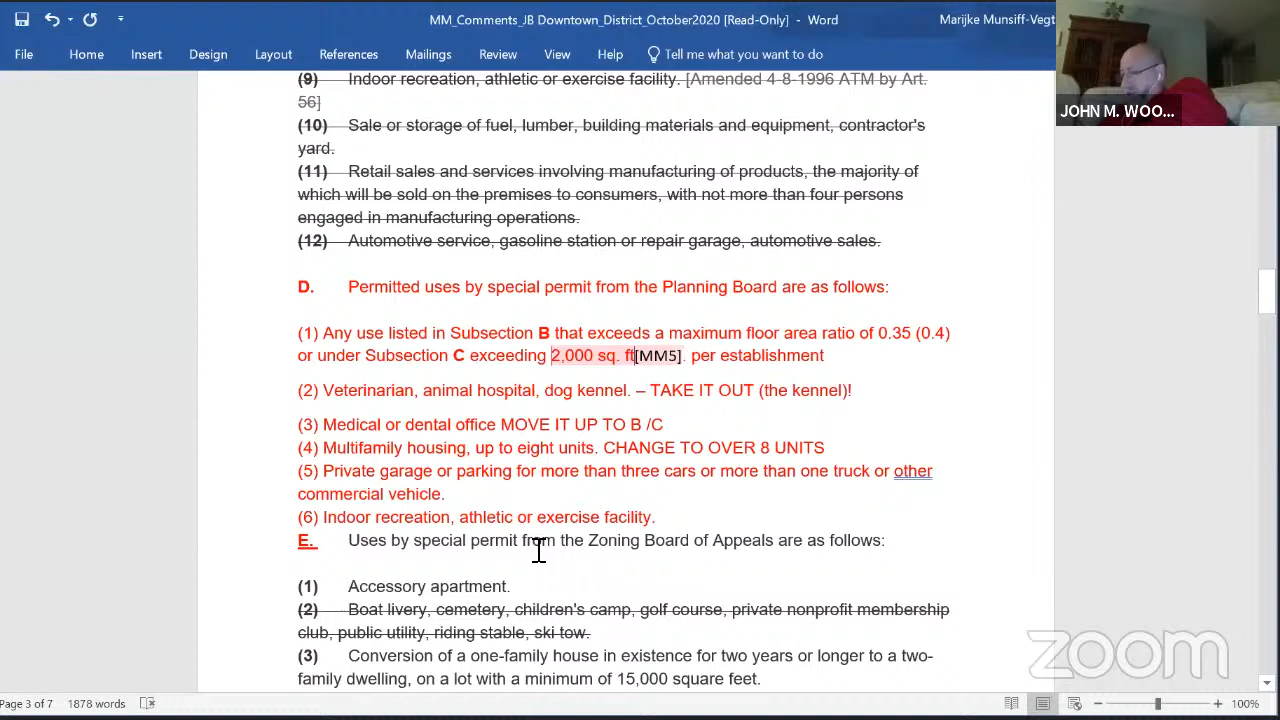 MM_Comments_JB Downtown_District_October2020 [Read-Only] - Word
Marijke Munsiff-Vegt
File Home Insert Layout References Mailings Review View Help Tell me what you want to do
(9) Indoor recreation, athletic or exercise facility. [Amended 4-8-1996 ATM by Art.
56]
(10) Sale or storage of fuel, lumber, building materials and equipment, contractor's
yard.
(11) Retail sales and services involving manufacturing of products, the majority of
which will be sold on the premises to consumers, with not more than four persons
engaged in manufacturing operations.
(12) Automotive service, gasoline station or repair garage, automotive sales.
D. Permitted uses by special permit from the Planning Board are as follows:
(1) Any use listed in Subsection B that exceeds a maximum floor area ratio of 0.35 (0.4)
or under Subsection C exceeding 2,000 sq. ft[MM5]. per establishment
(2) Veterinarian, animal hospital, dog kennel. – TAKE IT OUT (the kennel)!
(3) Medical or dental office MOVE IT UP TO B /C
(4) Multifamily housing, up to eight units. CHANGE TO OVER 8 UNITS
(5) Private garage or parking for more than three cars or more than one truck or other
commercial vehicle.
(6) Indoor recreation, athletic or exercise facility.
E. Uses by special permit from the Zoning Board of Appeals are as follows:
(1) Accessory apartment.
(2) Boat livery, cemetery, children's camp, golf course, private nonprofit membership
club, public utility, riding stable, ski tow.
(3) Conversion of a one-family house in existence for two years or longer to a two-
family dwelling, on a lot with a minimum of 15,000 square feet.
JOHN M. WOO...
zoom
Page 3 of 7 1878 words
100%